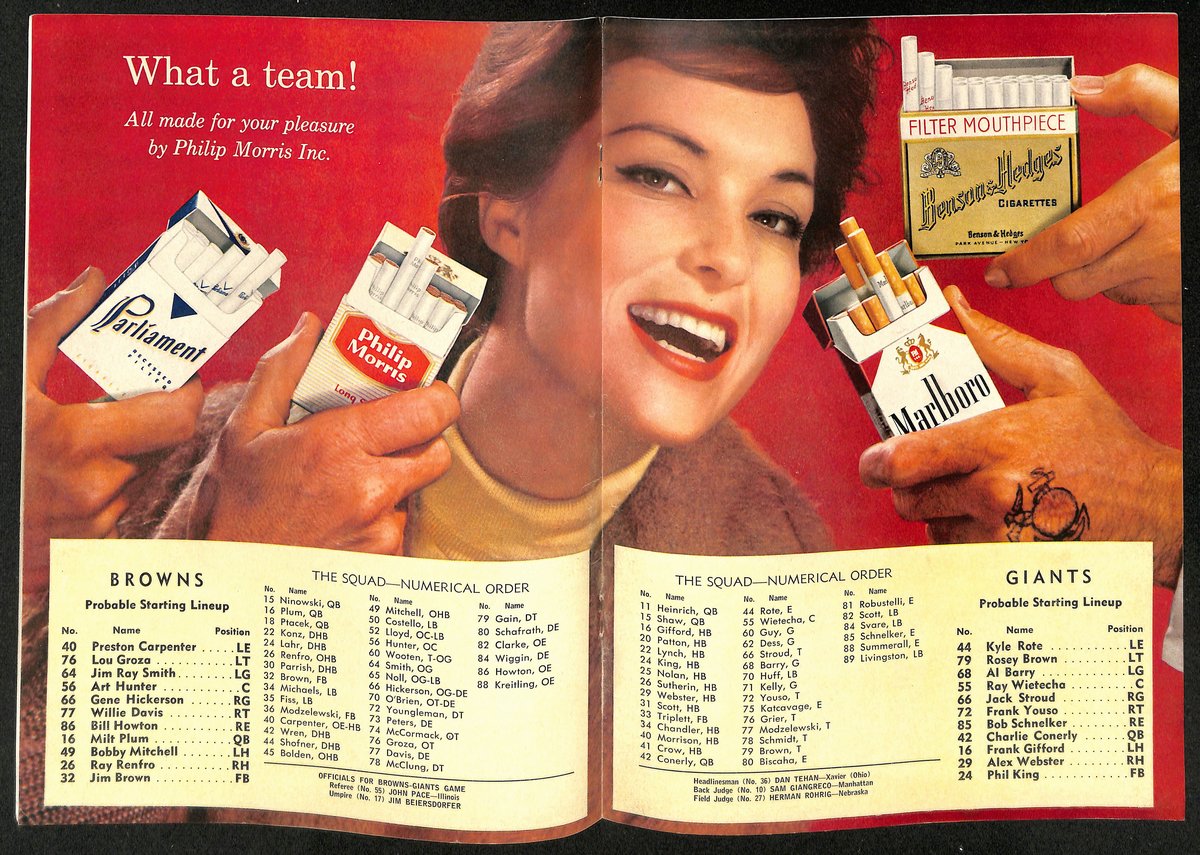 What a team!
All made for your pleasure
by Philip Morris Inc.
Parliament
RECESSED
FILTER
Philip
Morris
Long
FILTER MOUTHPIECE
Benson & Hedges
CIGARETTES
Benson & Hedges
PARK AVENUE—NEW
Marlboro
BROWNS
Probable Starting Lineup
No. Name Position
40 Preston Carpenter ..... LE
76 Lou Groza ............ LT
64 Jim Ray Smith ......... LG
56 Art Hunter ............ C
66 Gene Hickerson ........ RG
77 Willie Davis .......... RT
86 Bill Howton ........... RE
16 Milt Plum ............. QB
49 Bobby Mitchell ........ LH
26 Ray Renfro ............ RH
32 Jim Brown ............. FB
THE SQUAD—NUMERICAL ORDER
No. Name
15 Ninowski, QB
16 Plum, QB
18 Ptacek, QB
22 Konz, DHB
24 Lahr, DHB
26 Renfro, OHB
30 Parrish, DHB
32 Brown, FB
34 Michaels, LB
35 Fiss, LB
36 Modzelewski, FB
40 Carpenter, OE-HB
42 Wren, DHB
44 Shofner, DHB
45 Bolden, OHB
No. Name
49 Mitchell, OHB
50 Costello, LB
52 Lloyd, OC-LB
56 Hunter, OC
60 Wooten, T-OG
64 Smith, OG
65 Noll, OG-LB
66 Hickerson, OG-DE
70 O'Brien, OT-DE
72 Youngleman, DT
73 Peters, DE
74 McCormack, OT
76 Groza, OT
77 Davis, DE
78 McClung, DT
No. Name
79 Gain, DT
80 Schafrath, DE
82 Clarke, OE
84 Wiggin, DE
86 Howton, OE
88 Kreitling, OE
OFFICIALS FOR BROWNS-GIANTS GAME
Referee (No. 55) JOHN PACE—Illinois
Umpire (No. 17) JIM BEIERSDORFER
THE SQUAD—NUMERICAL ORDER
No. Name
11 Heinrich, QB
15 Shaw, QB
16 Gifford, HB
20 Patton, HB
22 Lynch, HB
24 King, HB
25 Nolan, HB
26 Sutherin, HB
29 Webster, HB
31 Scott, HB
33 Triplett, FB
34 Chandler, HB
40 Morrison, HB
41 Crow, HB
42 Conerly, QB
No. Name
44 Rote, E
55 Wietecha, C
60 Guy, G
62 Dess, G
66 Stroud, T
68 Barry, G
70 Huff, LB
71 Kelly, G
72 Youso, T
75 Katcavage, E
76 Grier, T
77 Modzelewski, T
78 Schmidt, T
79 Brown, T
80 Biscaha, E
No. Name
81 Robustelli, E
82 Scott, LB
84 Svare, LB
85 Schnelker, E
88 Summerall, E
89 Livingston, LB
Headlinesman (No. 36) DAN TEHAN—Xavier (Ohio)
Back Judge (No. 10) SAM GIANGRECO—Manhattan
Field Judge (No. 27) HERMAN ROHRIG—Nebraska
GIANTS
Probable Starting Lineup
No. Name Position
44 Kyle Rote ............. LE
79 Rosey Brown ........... LT
68 Al Barry .............. LG
55 Ray Wietecha .......... C
66 Jack Stroud ........... RG
72 Frank Youso ........... RT
85 Bob Schnelker ......... RE
42 Charlie Conerly ....... QB
16 Frank Gifford ......... LH
29 Alex Webster .......... RH
24 Phil King ............. FB